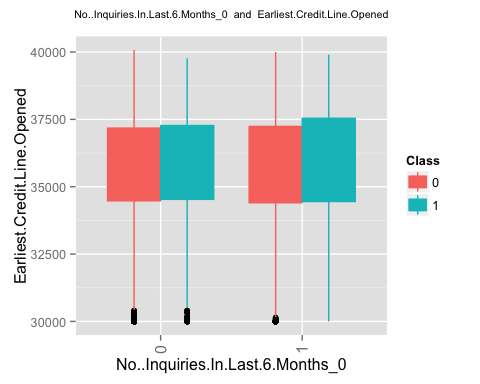 No..Inquiries.In.Last.6.Months_0 and Earliest.Credit.Line.Opened
40000
37500
35000
32500
30000
Earliest.Credit.Line.Opened
0
1
No..Inquiries.In.Last.6.Months_0
Class
0
1